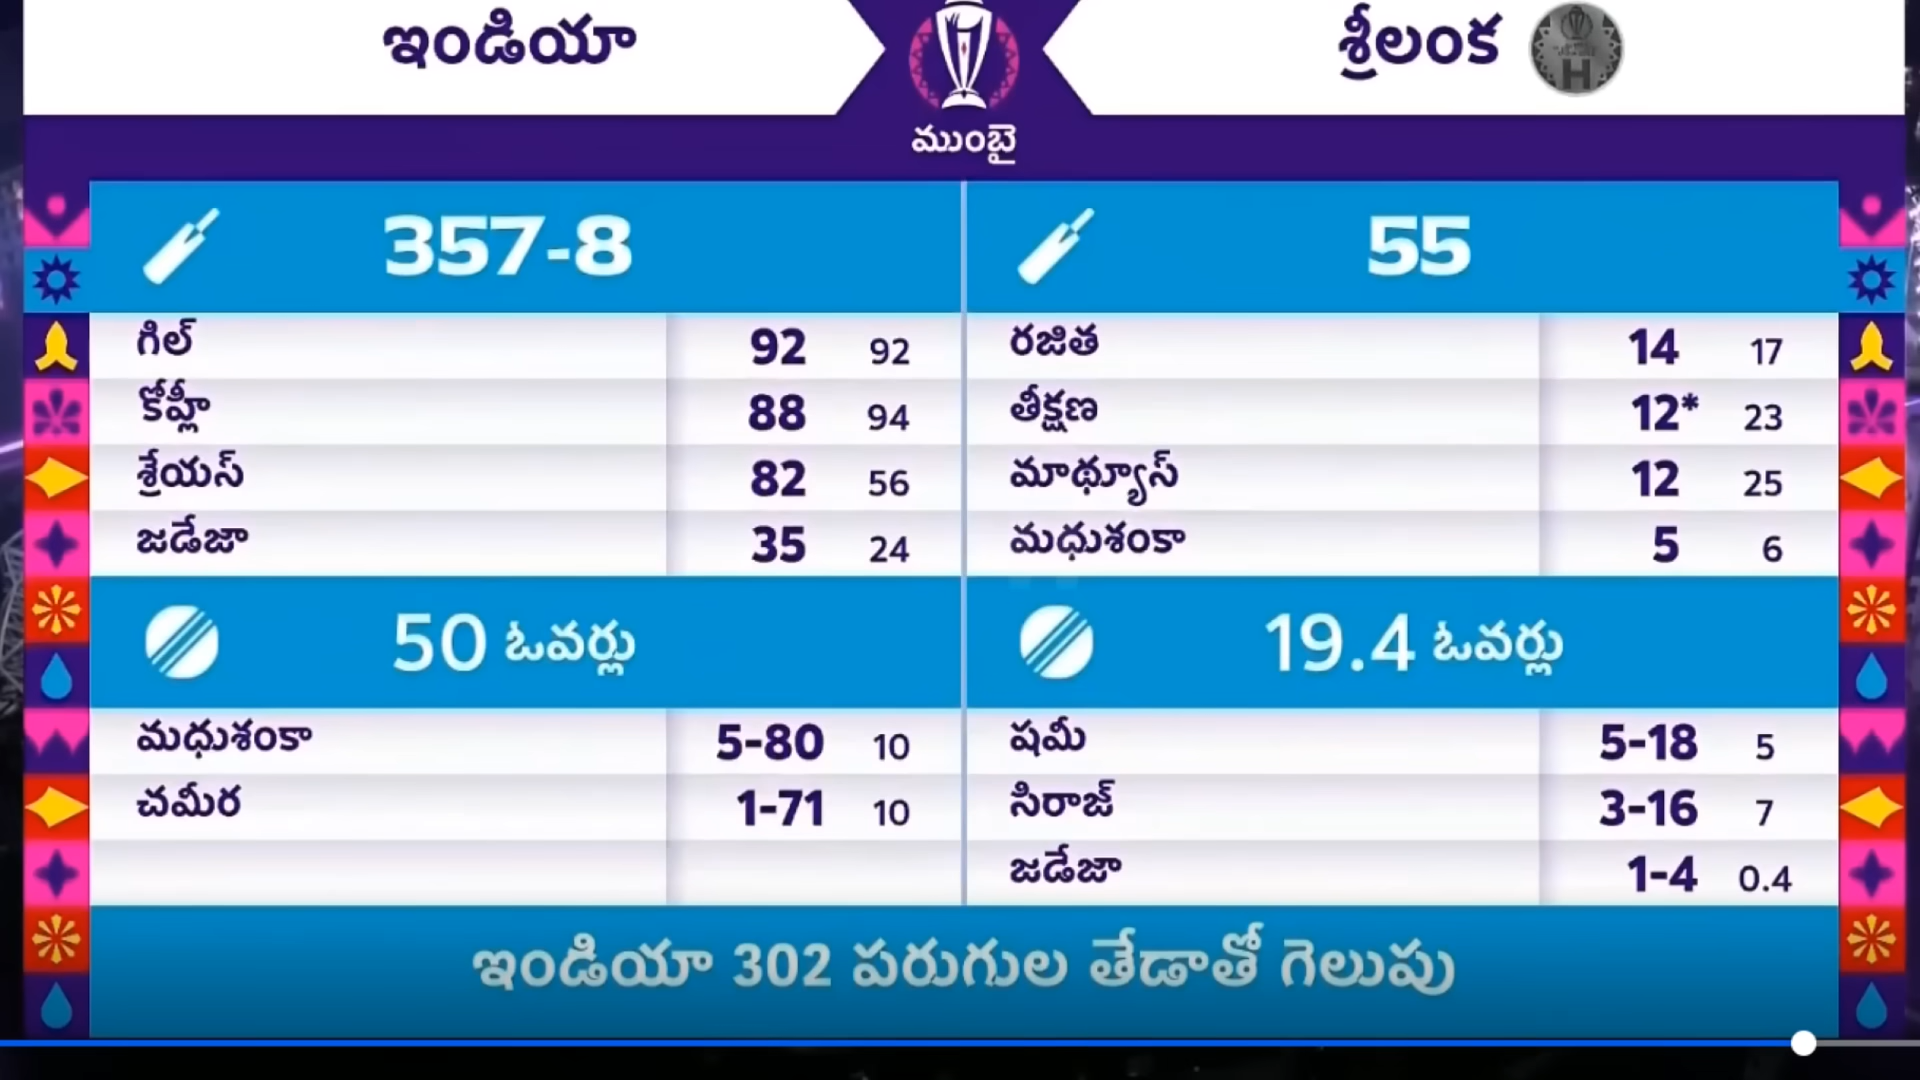 ఇండియా
శ్రీలంక
H
ముంబై
357-8
55
గిల్ 92 92
రజిత 14 17
కోహ్లీ 88 94
తీక్షణ 12* 23
శ్రేయస్ 82 56
మాథ్యూస్ 12 25
జడేజా 35 24
మధుశంకా 5 6
50 ఓవర్లు
19.4 ఓవర్లు
మధుశంకా 5-80 10
షమీ 5-18 5
చమీర 1-71 10
సిరాజ్ 3-16 7
జడేజా 1-4 0.4
ఇండియా 302 పరుగుల తేడాతో గెలుపు